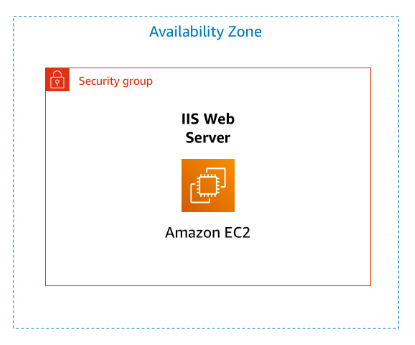 Availability Zone
Security group
IIS Web
Server
Amazon EC2